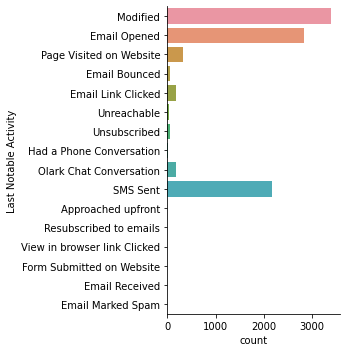 Last Notable Activity
Modified
Email Opened
Page Visited on Website
Email Bounced
Email Link Clicked
Unreachable
Unsubscribed
Had a Phone Conversation
Olark Chat Conversation
SMS Sent
Approached upfront
Resubscribed to emails
View in browser link Clicked
Form Submitted on Website
Email Received
Email Marked Spam
0 1000 2000 3000
count